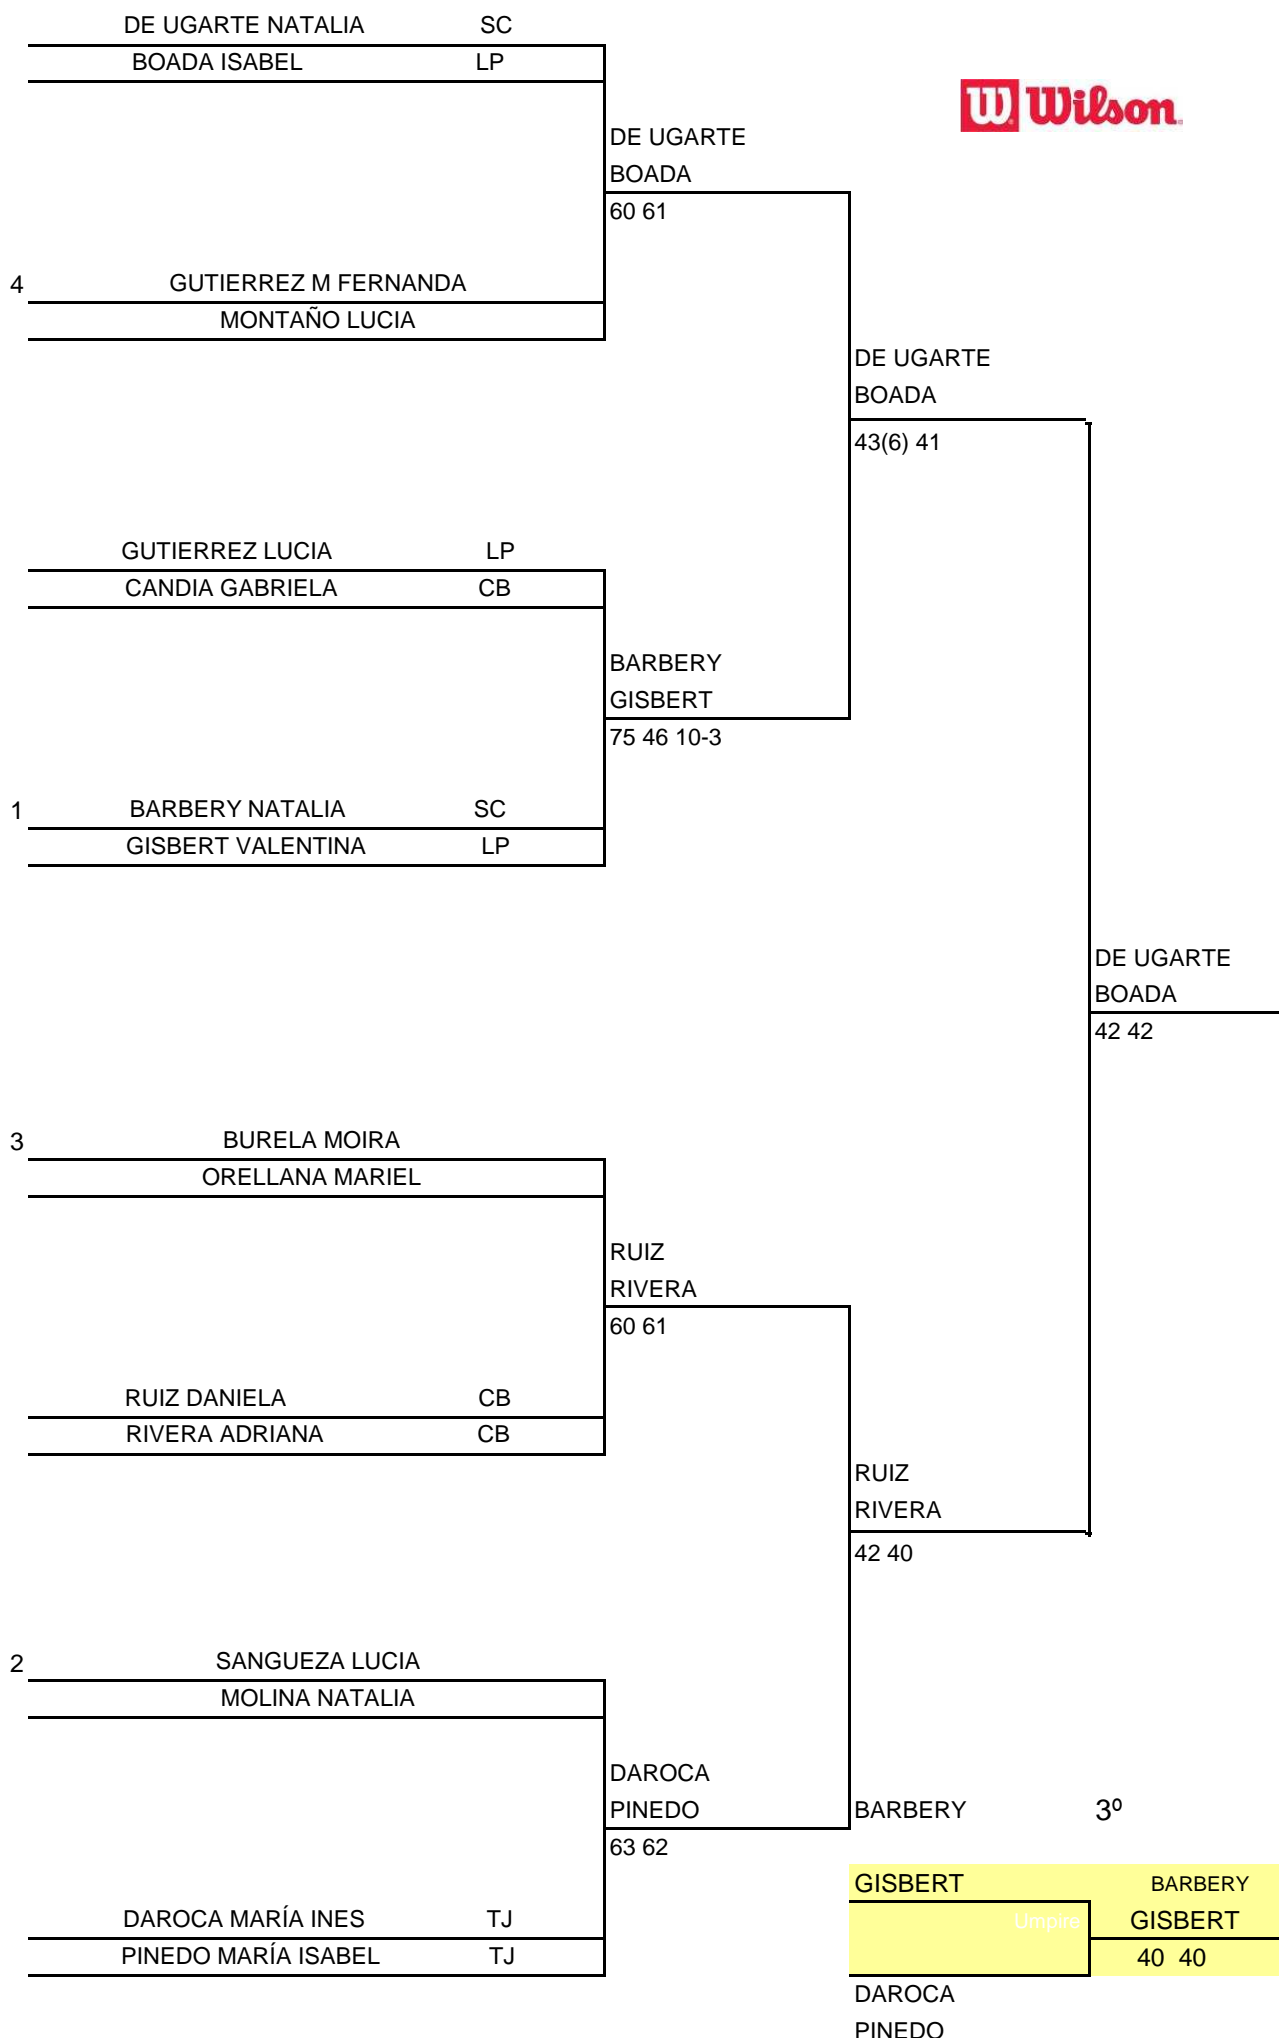 DE UGARTE NATALIA SC
BOADA ISABEL LP
W Wilson
DE UGARTE
BOADA
60 61
4 GUTIERREZ M FERNANDA
MONTAÑO LUCIA
DE UGARTE
BOADA
43(6) 41
GUTIERREZ LUCIA LP
CANDIA GABRIELA CB
BARBERY
GISBERT
75 46 10-3
1 BARBERY NATALIA SC
GISBERT VALENTINA LP
DE UGARTE
BOADA
42 42
3 BURELA MOIRA
ORELLANA MARIEL
RUIZ
RIVERA
60 61
RUIZ DANIELA CB
RIVERA ADRIANA CB
RUIZ
RIVERA
42 40
2 SANGUEZA LUCIA
MOLINA NATALIA
DAROCA
PINEDO BARBERY 3º
63 62
GISBERT BARBERY
DAROCA MARÍA INES TJ Umpire GISBERT
PINEDO MARÍA ISABEL TJ 40 40
DAROCA
PINEDO